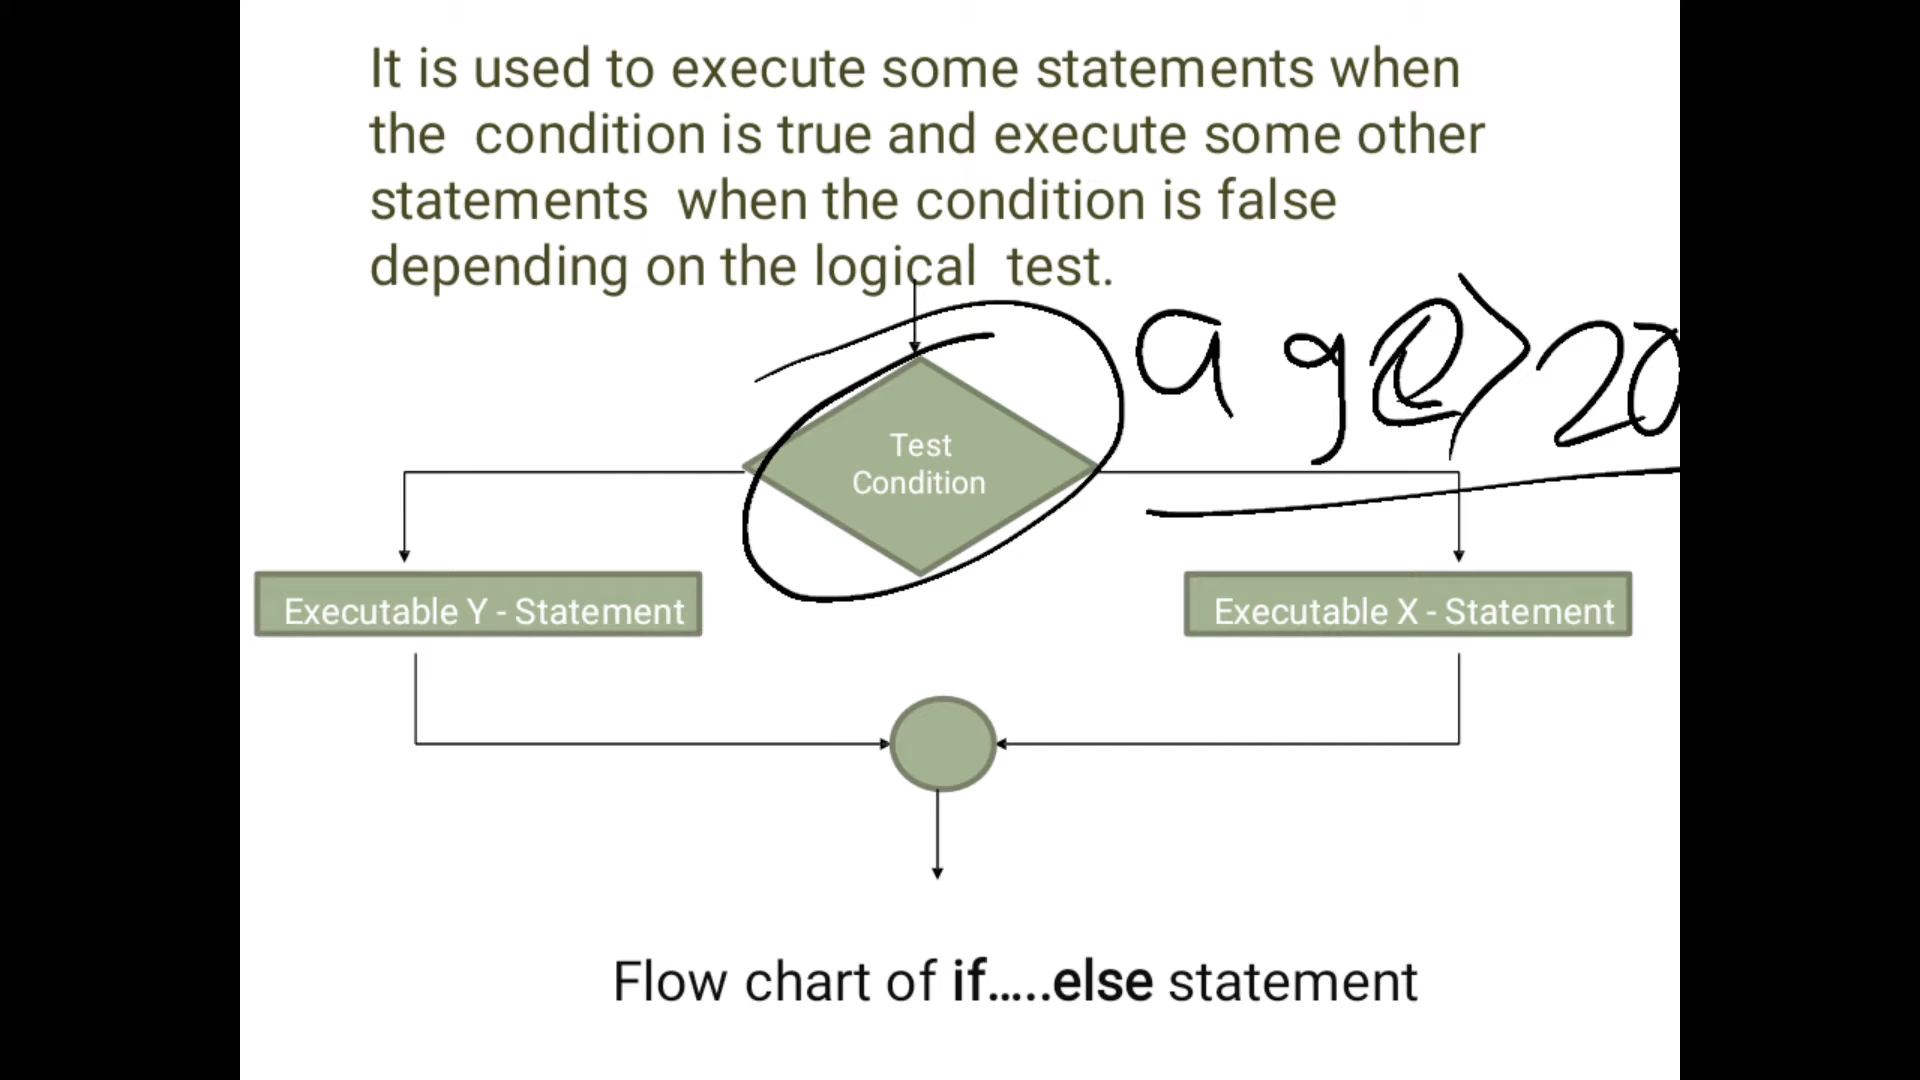 It is used to execute some statements when
the condition is true and execute some other
statements when the condition is false
depending on the logical test.
age>20
Test
Condition
Executable Y - Statement
Executable X - Statement
Flow chart of if.....else statement